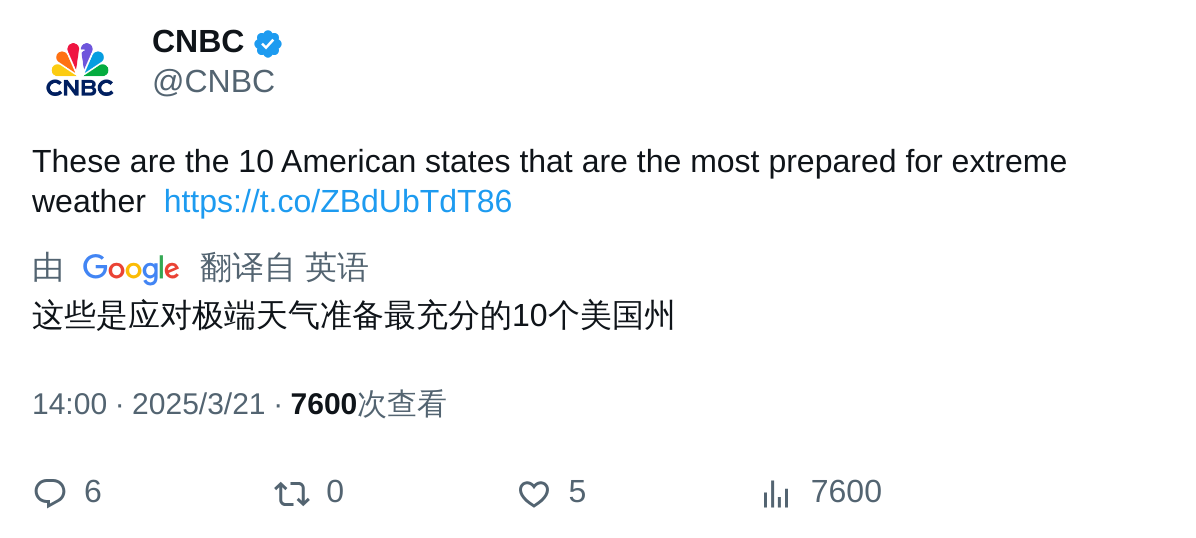 CNBC
CNBC
@CNBC
These are the 10 American states that are the most prepared for extreme
weather https://t.co/ZBdUbTdT86
由 Google 翻译自 英语
这些是应对极端天气准备最充分的10个美国州
14:00 · 2025/3/21 · 7600次查看
6 0 5 7600